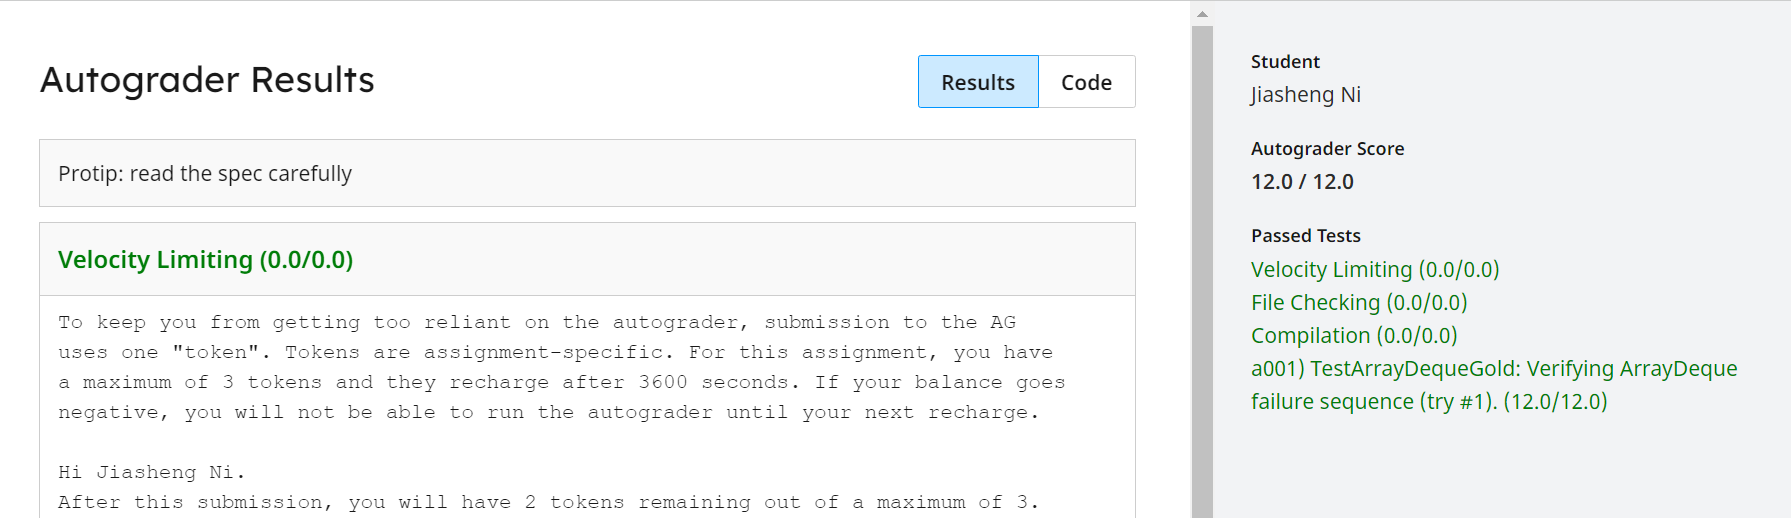 Autograder Results
Results
Code
Protip: read the spec carefully
Velocity Limiting (0.0/0.0)
To keep you from getting too reliant on the autograder, submission to the AG
uses one "token". Tokens are assignment-specific. For this assignment, you have
a maximum of 3 tokens and they recharge after 3600 seconds. If your balance goes
negative, you will not be able to run the autograder until your next recharge.
Hi Jiasheng Ni.
After this submission, you will have 2 tokens remaining out of a maximum of 3.
Student
Jiasheng Ni
Autograder Score
12.0 / 12.0
Passed Tests
Velocity Limiting (0.0/0.0)
File Checking (0.0/0.0)
Compilation (0.0/0.0)
a001) TestArrayDequeGold: Verifying ArrayDeque
failure sequence (try #1). (12.0/12.0)